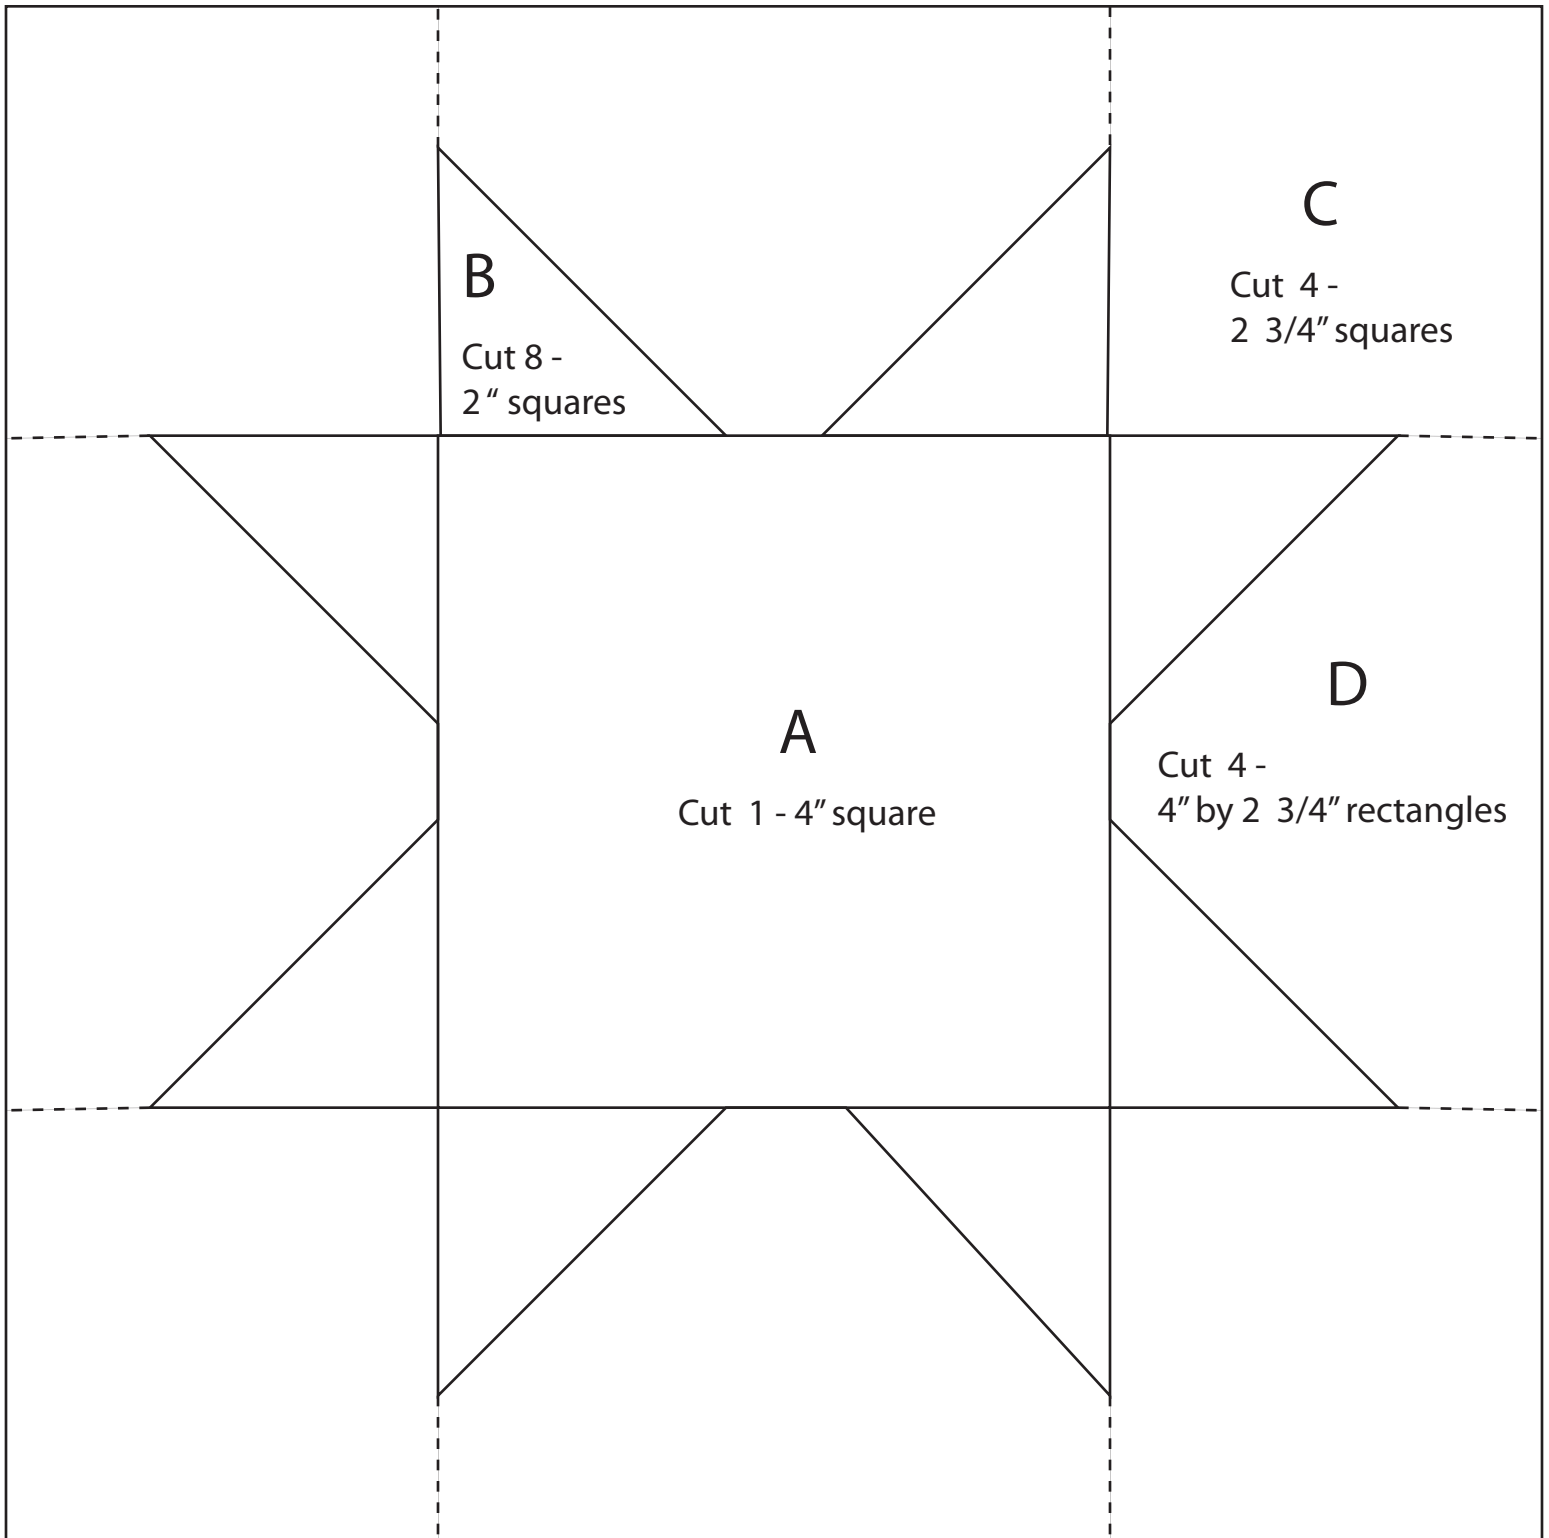 C
Cut 4 -
2 3/4” squares
B
Cut 8 -
2 “ squares
A
Cut 1 - 4” square
D
Cut 4 -
4” by 2 3/4” rectangles